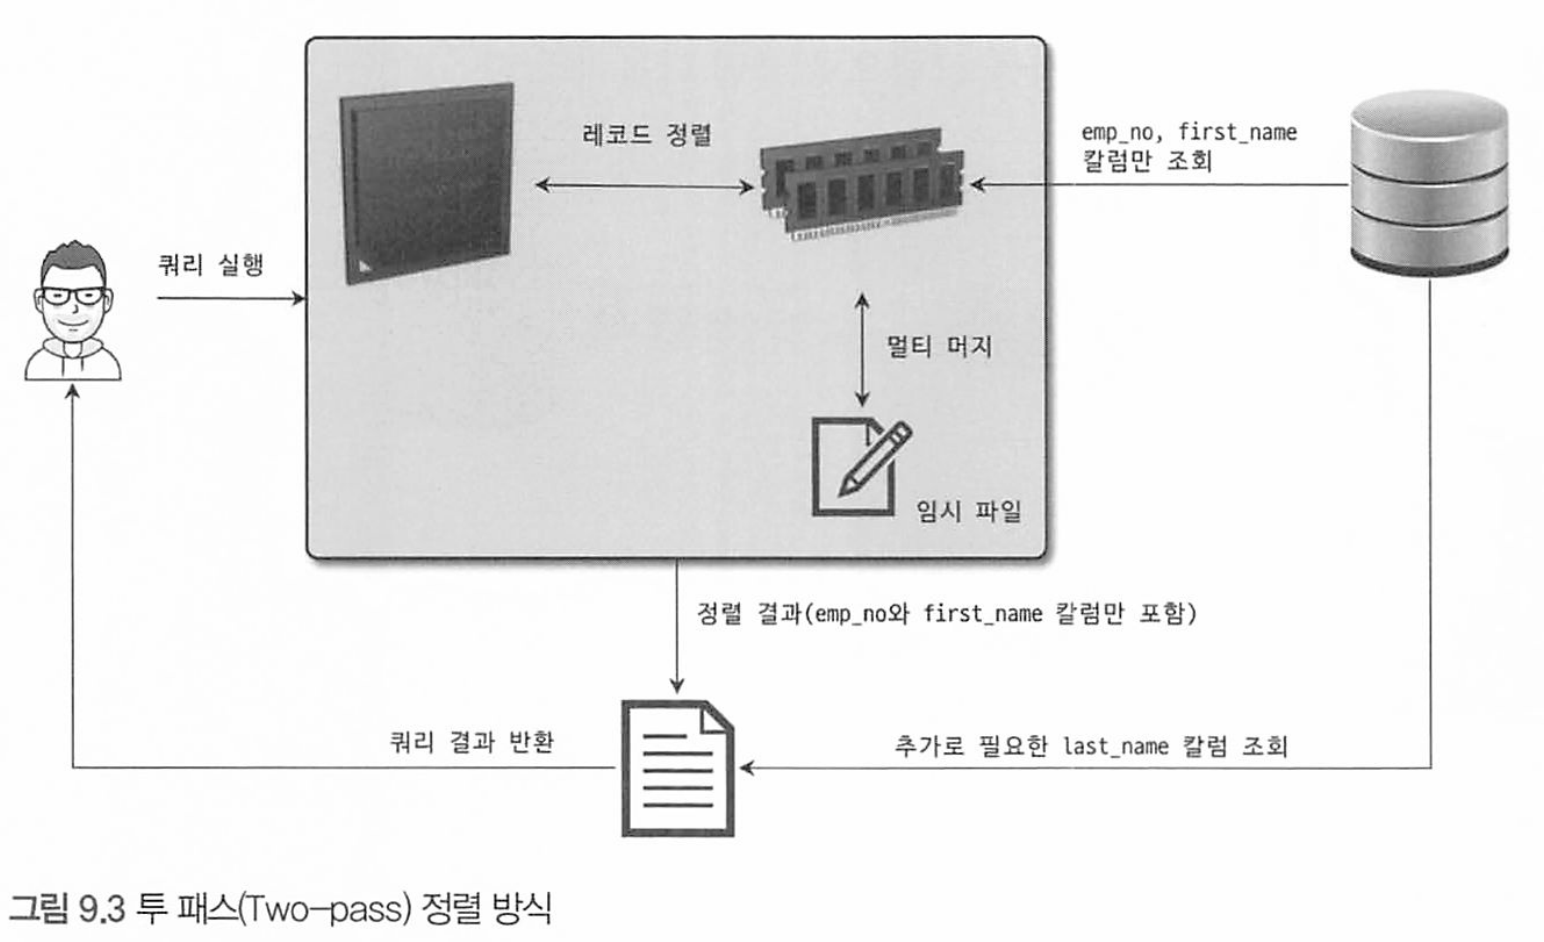 레코드 정렬
emp_no, first_name
칼럼만 조회
쿼리 실행
멀티 머지
임시 파일
정렬 결과(emp_no와 first_name 칼럼만 포함)
쿼리 결과 반환
추가로 필요한 last_name 칼럼 조회
그림 9.3 투 패스(Two-pass) 정렬 방식